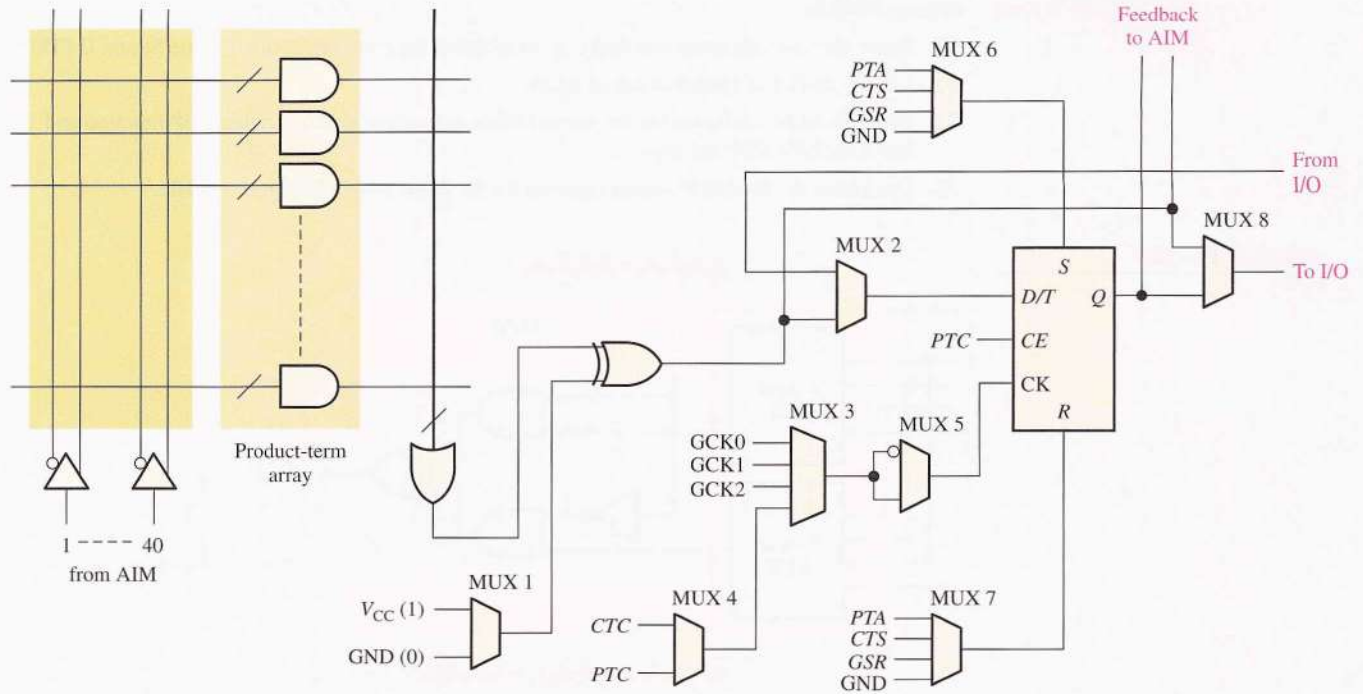 Feedback
to AIM
MUX 6
PTA
CTS
GSR
GND
From
I/O
MUX 8
MUX 2
S
To I/O
D/T
Q
PTC
CE
CK
MUX 3
R
MUX 5
GCK0
GCK1
GCK2
Product-term
array
1
40
from AIM
MUX 1
V_CC (1)
GND (0)
MUX 4
CTC
PTC
MUX 7
PTA
CTS
GSR
GND